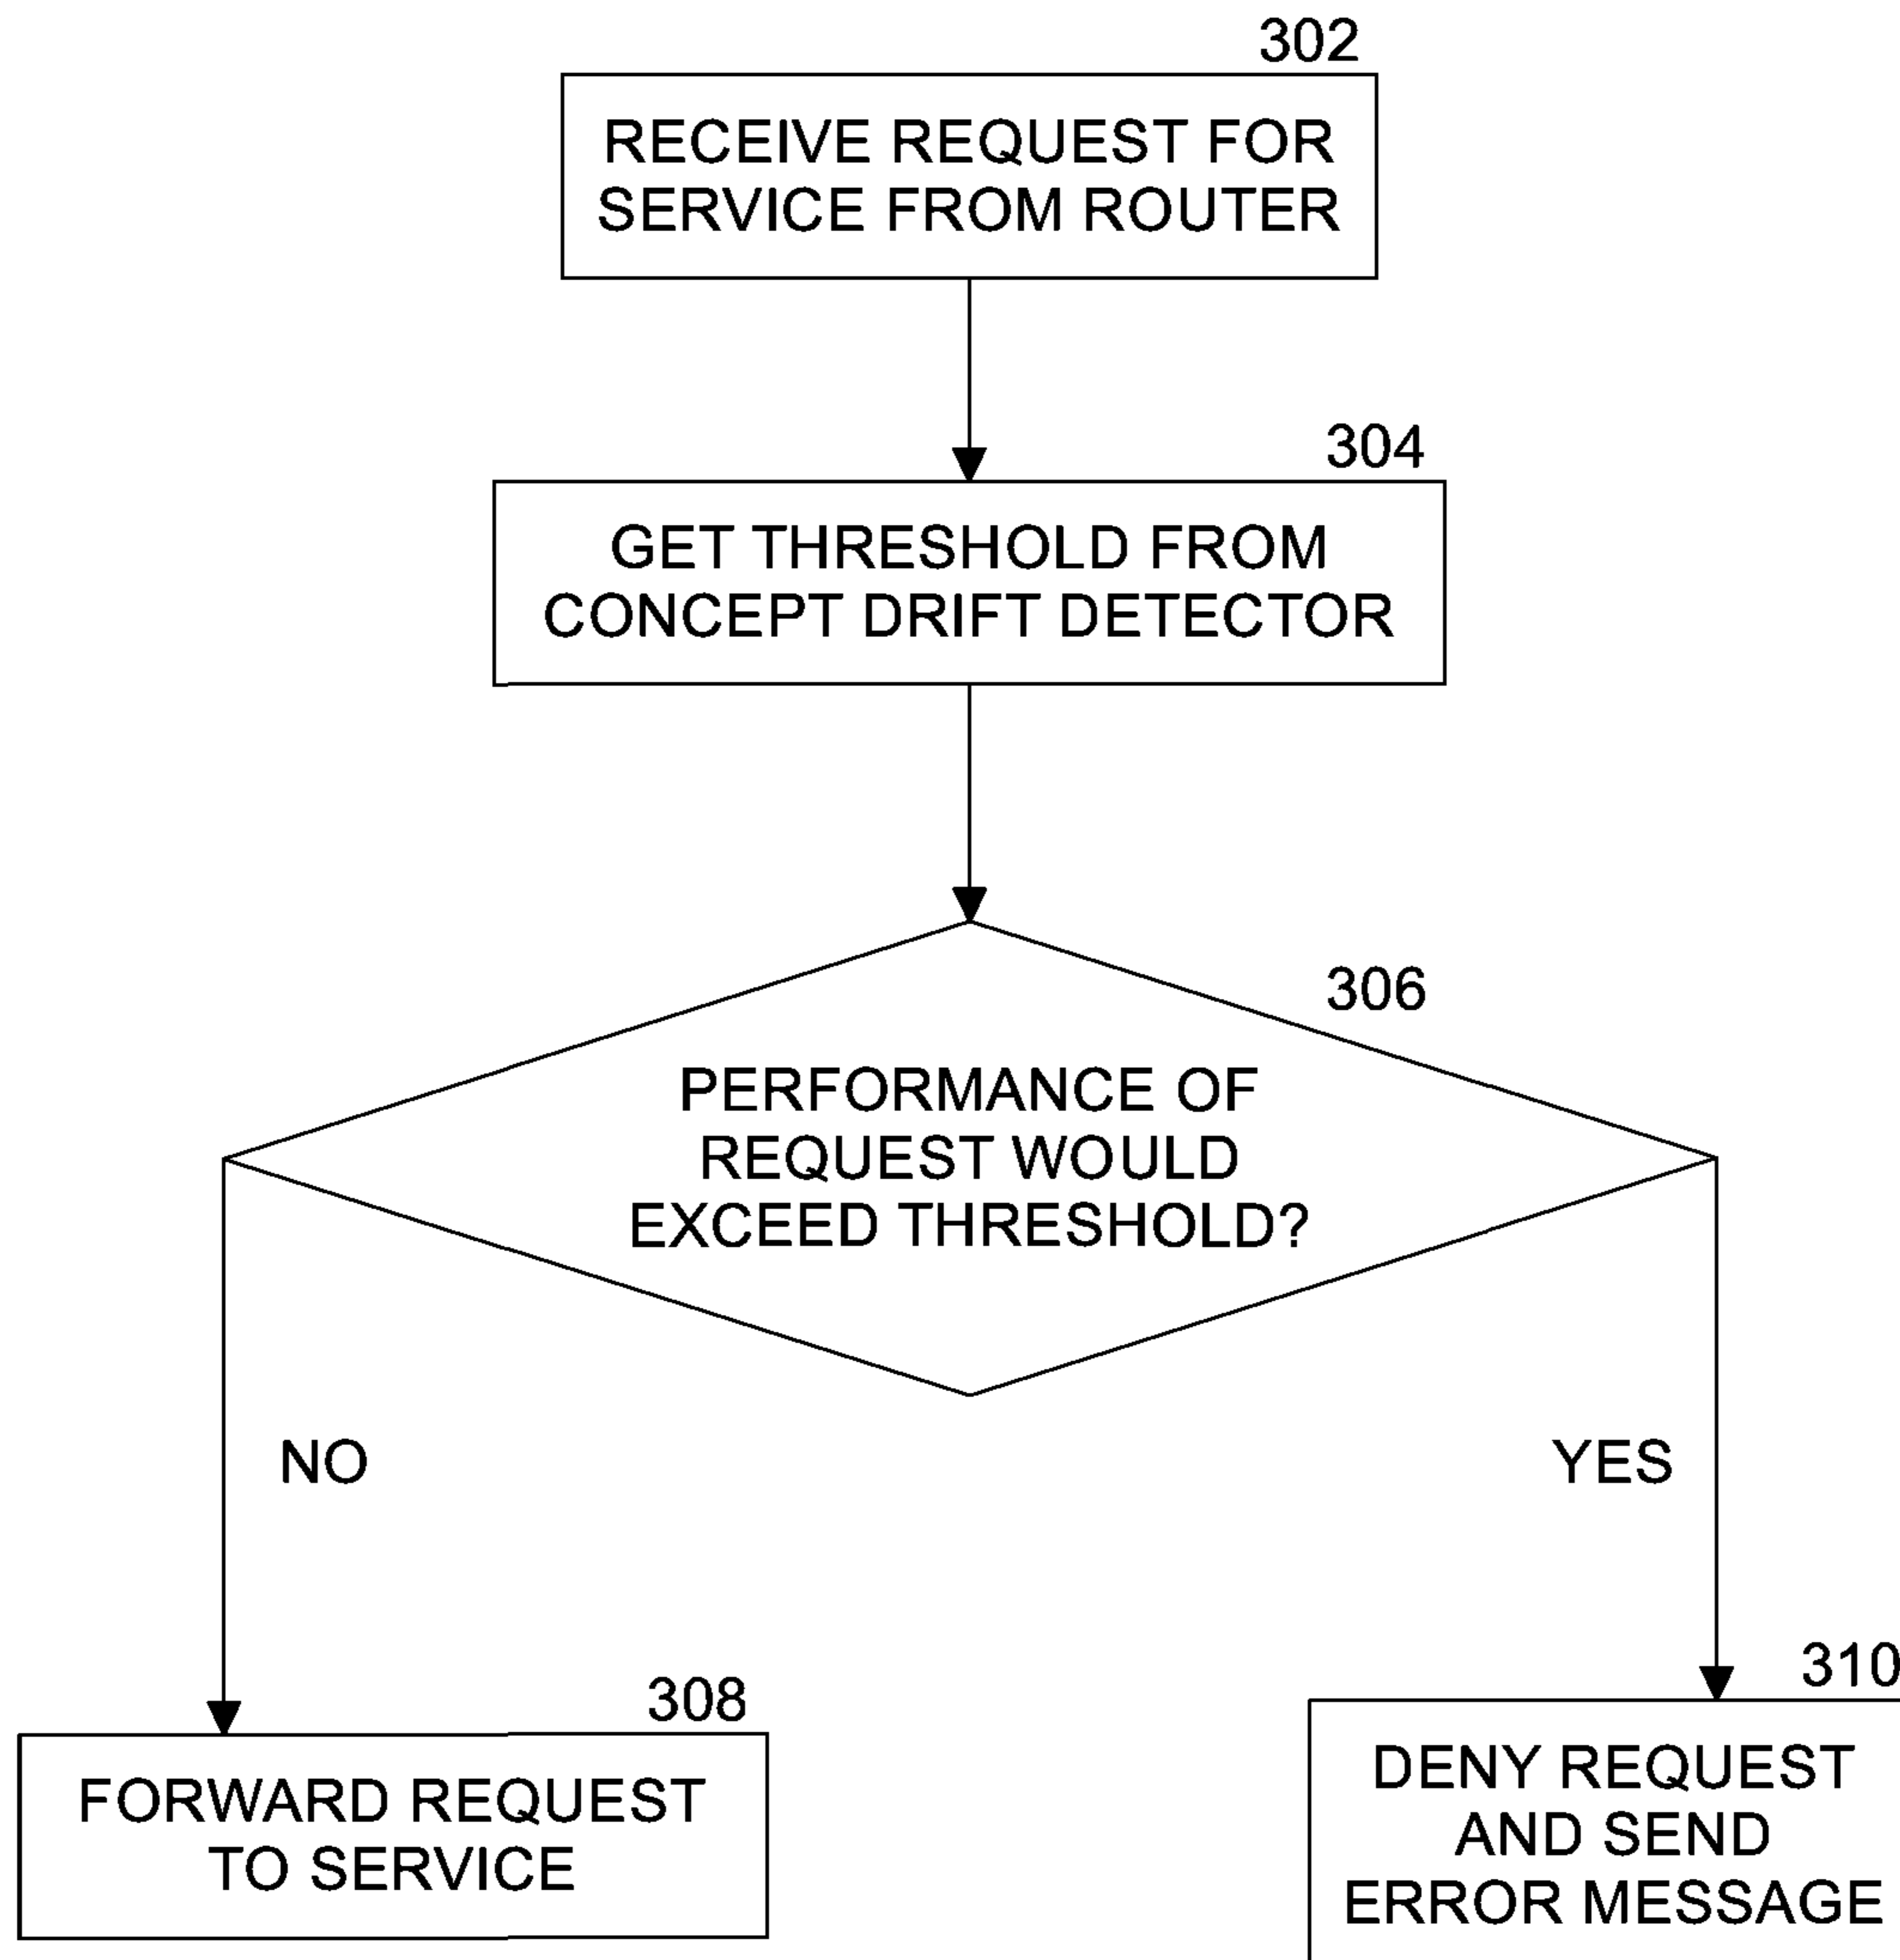 302
RECEIVE REQUEST FOR
SERVICE FROM ROUTER
304
GET THRESHOLD FROM
CONCEPT DRIFT DETECTOR
306
PERFORMANCE OF
REQUEST WOULD
EXCEED THRESHOLD?
NO
YES
308
FORWARD REQUEST
TO SERVICE
310
DENY REQUEST
AND SEND
ERROR MESSAGE